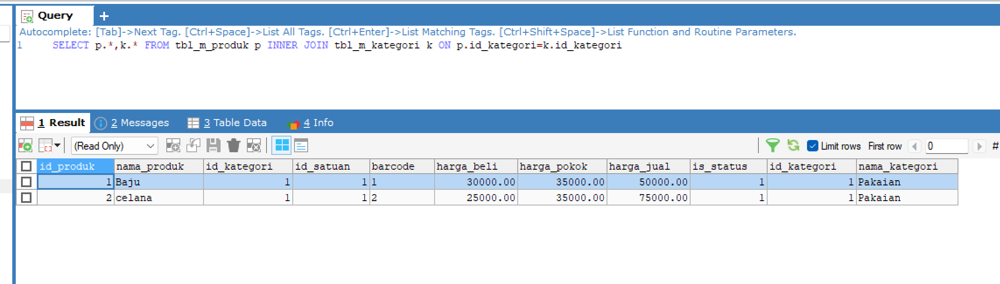 Query +
Autocomplete: [Tab]->Next Tag. [Ctrl+Space]->List All Tags. [Ctrl+Enter]->List Matching Tags. [Ctrl+Shift+Space]->List Function and Routine Parameters.
1 SELECT p.*,k.* FROM tbl_m_produk p INNER JOIN tbl_m_kategori k ON p.id_kategori=k.id_kategori
1 Result 2 Messages 3 Table Data 4 Info
(Read Only) Limit rows First row 0 #
id_produk nama_produk id_kategori id_satuan barcode harga_beli harga_pokok harga_jual is_status id_kategori nama_kategori
1 Baju 1 1 1 30000.00 35000.00 50000.00 1 1 Pakaian
2 celana 1 1 2 25000.00 35000.00 75000.00 1 1 Pakaian